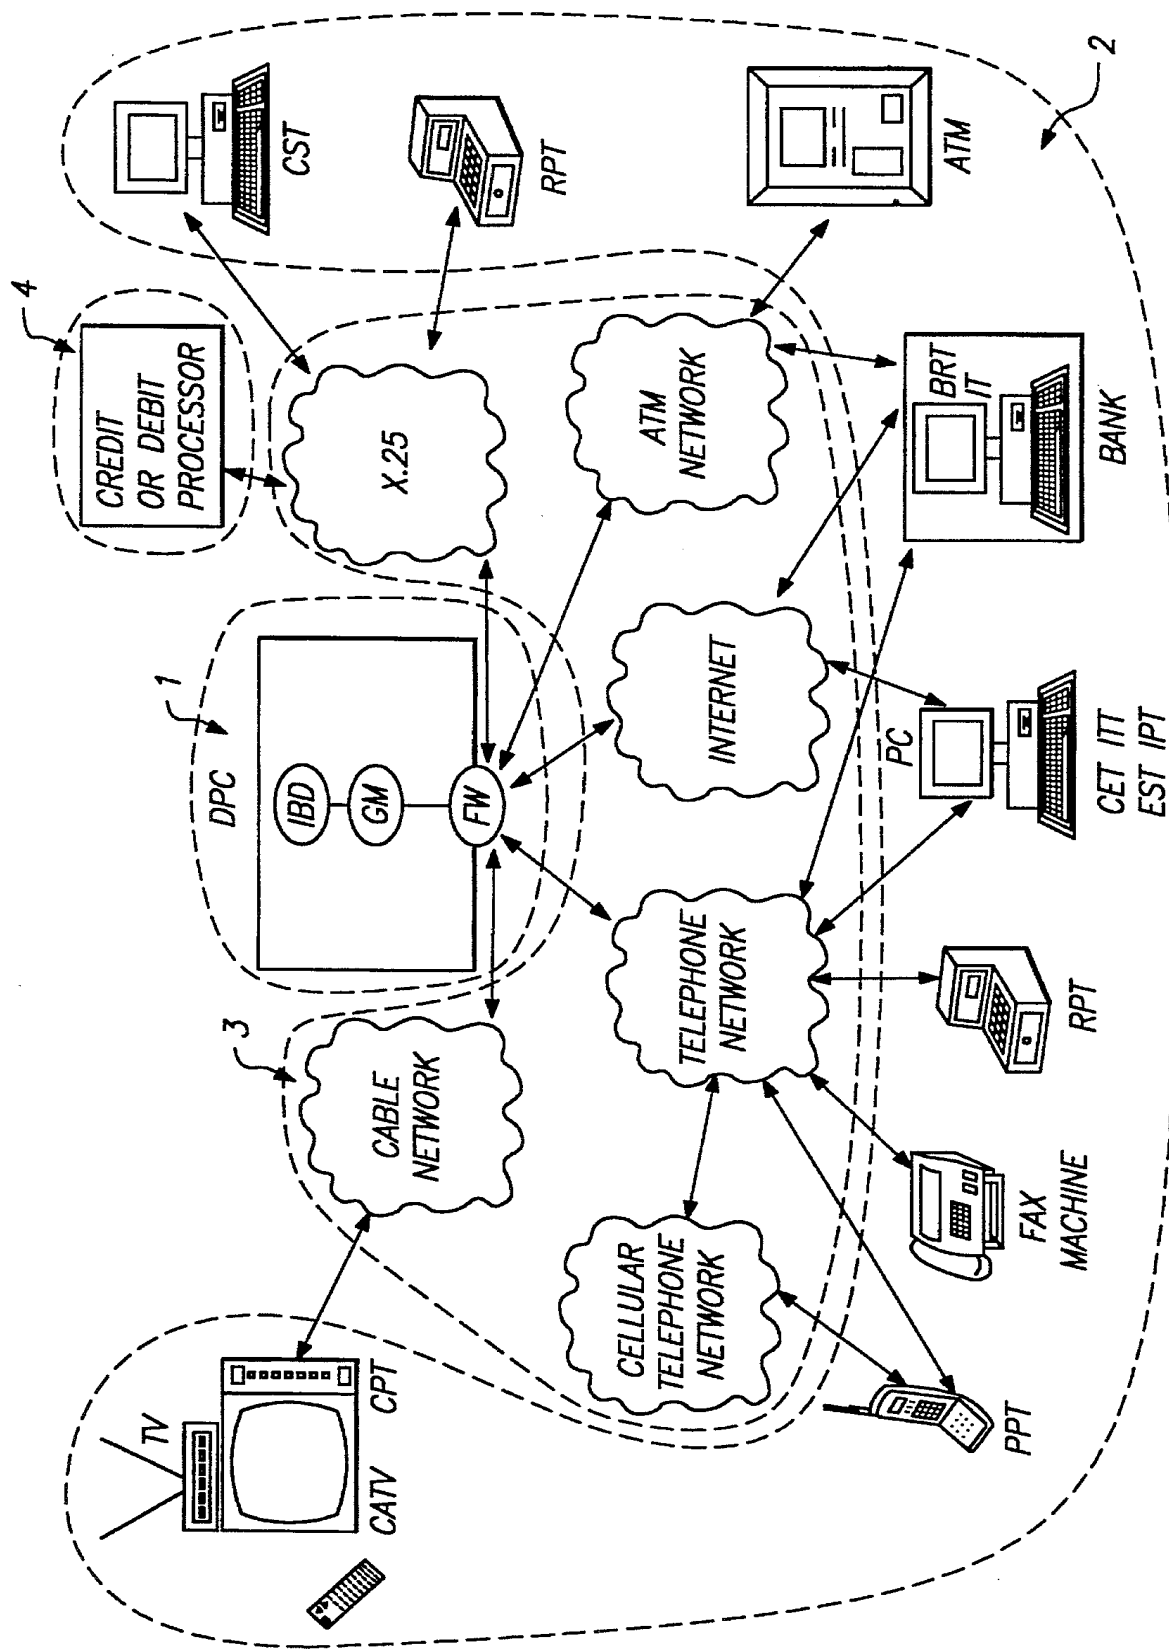 TV
CATV
CPT
3
CABLE
NETWORK
1
DPC
IBD
GM
FW
4
CREDIT
OR DEBIT
PROCESSOR
X.25
CST
RPT
CELLULAR
TELEPHONE
NETWORK
TELEPHONE
NETWORK
INTERNET
ATM
NETWORK
ATM
2
PPT
FAX
MACHINE
RPT
PC
CET ITT
EST IPT
BRT
IT
BANK